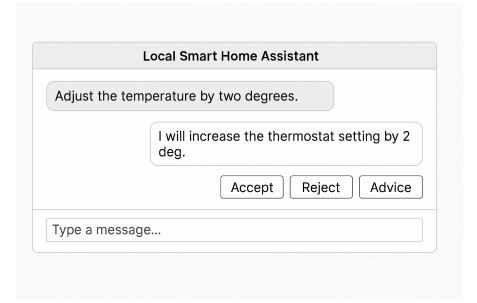 Local Smart Home Assistant
Adjust the temperature by two degrees.
I will increase the thermostat setting by 2
deg.
Accept Reject Advice
Type a message...